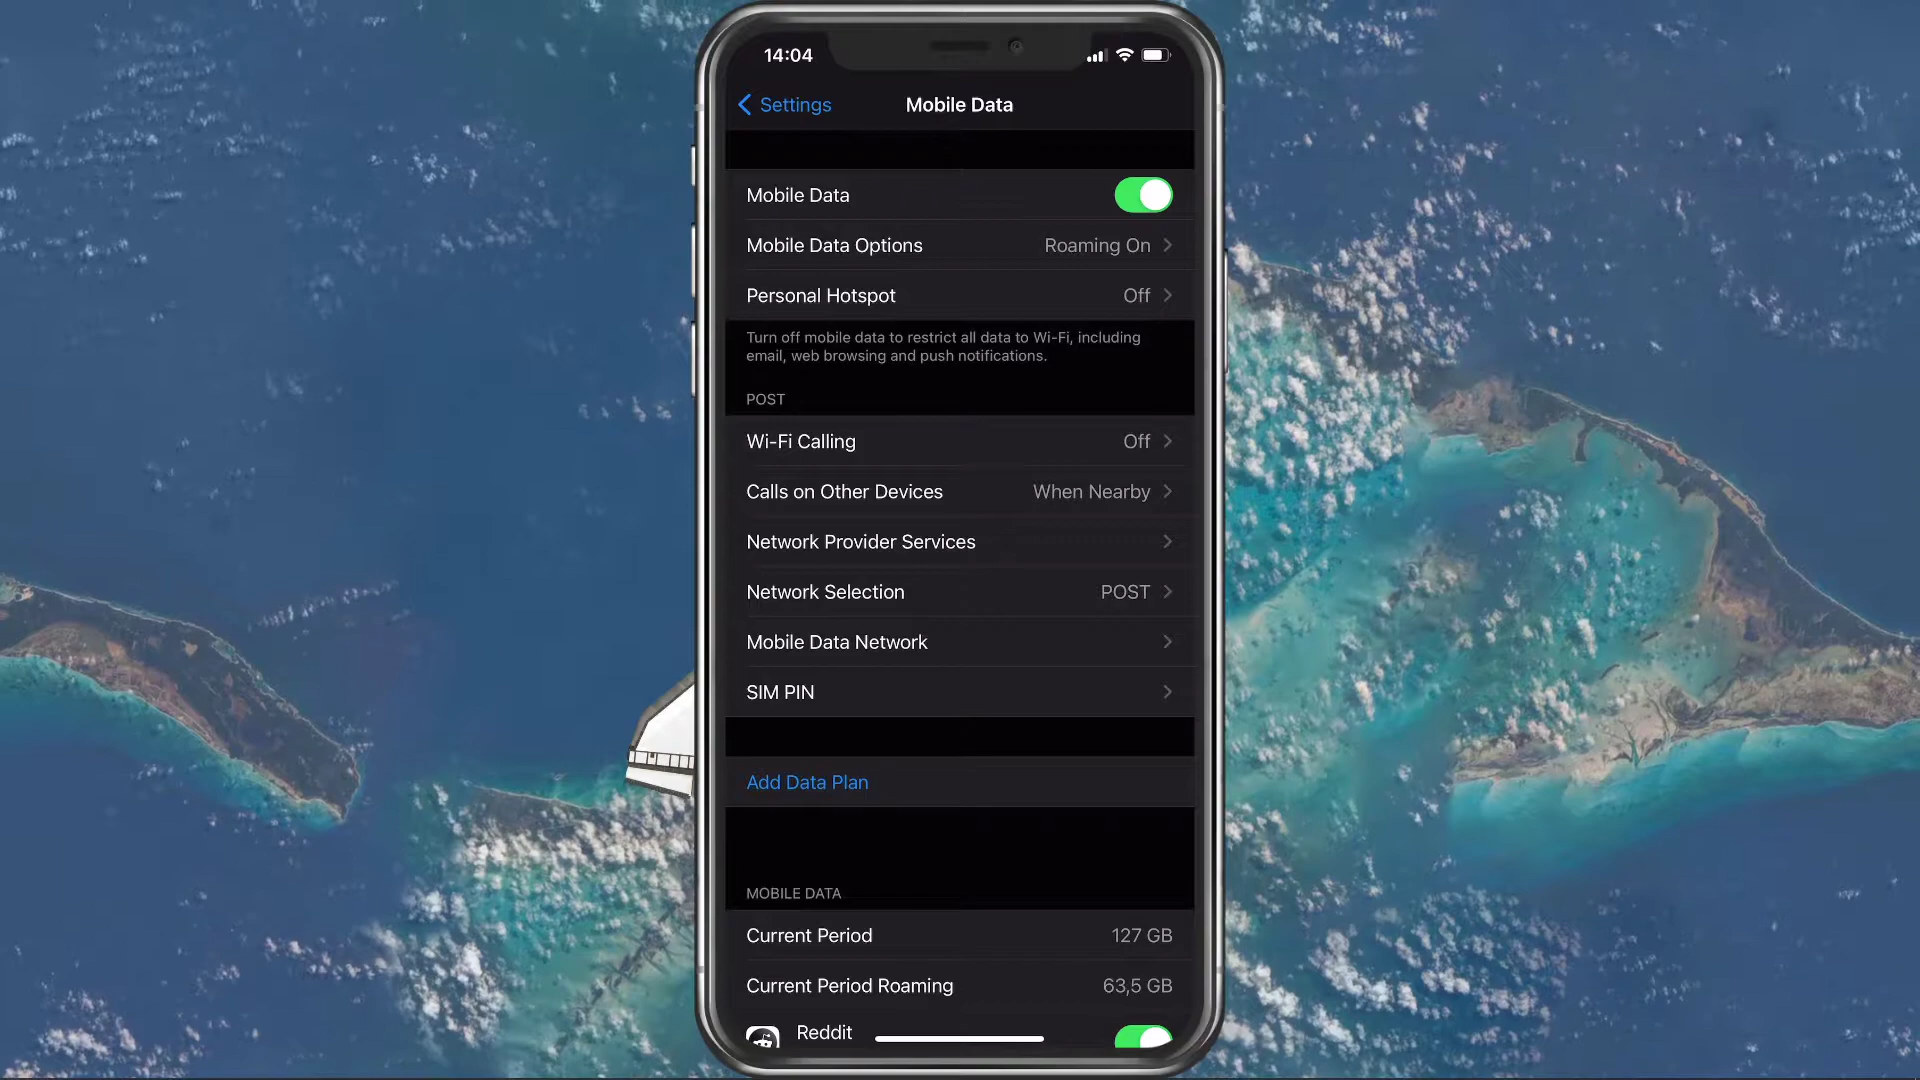 14:04
Settings
Mobile Data
Mobile Data
Mobile Data Options Roaming On
Personal Hotspot Off
Turn off mobile data to restrict all data to Wi-Fi, including
email, web browsing and push notifications.
POST
Wi-Fi Calling Off
Calls on Other Devices When Nearby
Network Provider Services
Network Selection POST
Mobile Data Network
SIM PIN
Add Data Plan
MOBILE DATA
Current Period 127 GB
Current Period Roaming 63,5 GB
Reddit